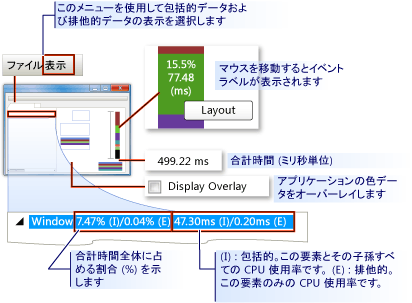 このメニューを使用して包括的データおよ
び排他的データの表示を選択します
ファイル 表示
15.5%
77.48
(ms)
Layout
マウスを移動するとイベント
ラベルが表示されます
499.22 ms
合計時間 (ミリ秒単位)
Display Overlay
アプリケーションの色デー
タをオーバーレイします
Window 7.47% (I)/0.04% (E) 47.30ms (I)/0.20ms (E)
合計時間全体に占
める割合 (%) を示
します
(I) : 包括的。この要素とその子孫すべ
ての CPU 使用率です。 (E) : 排他的。
この要素のみの CPU 使用率です。